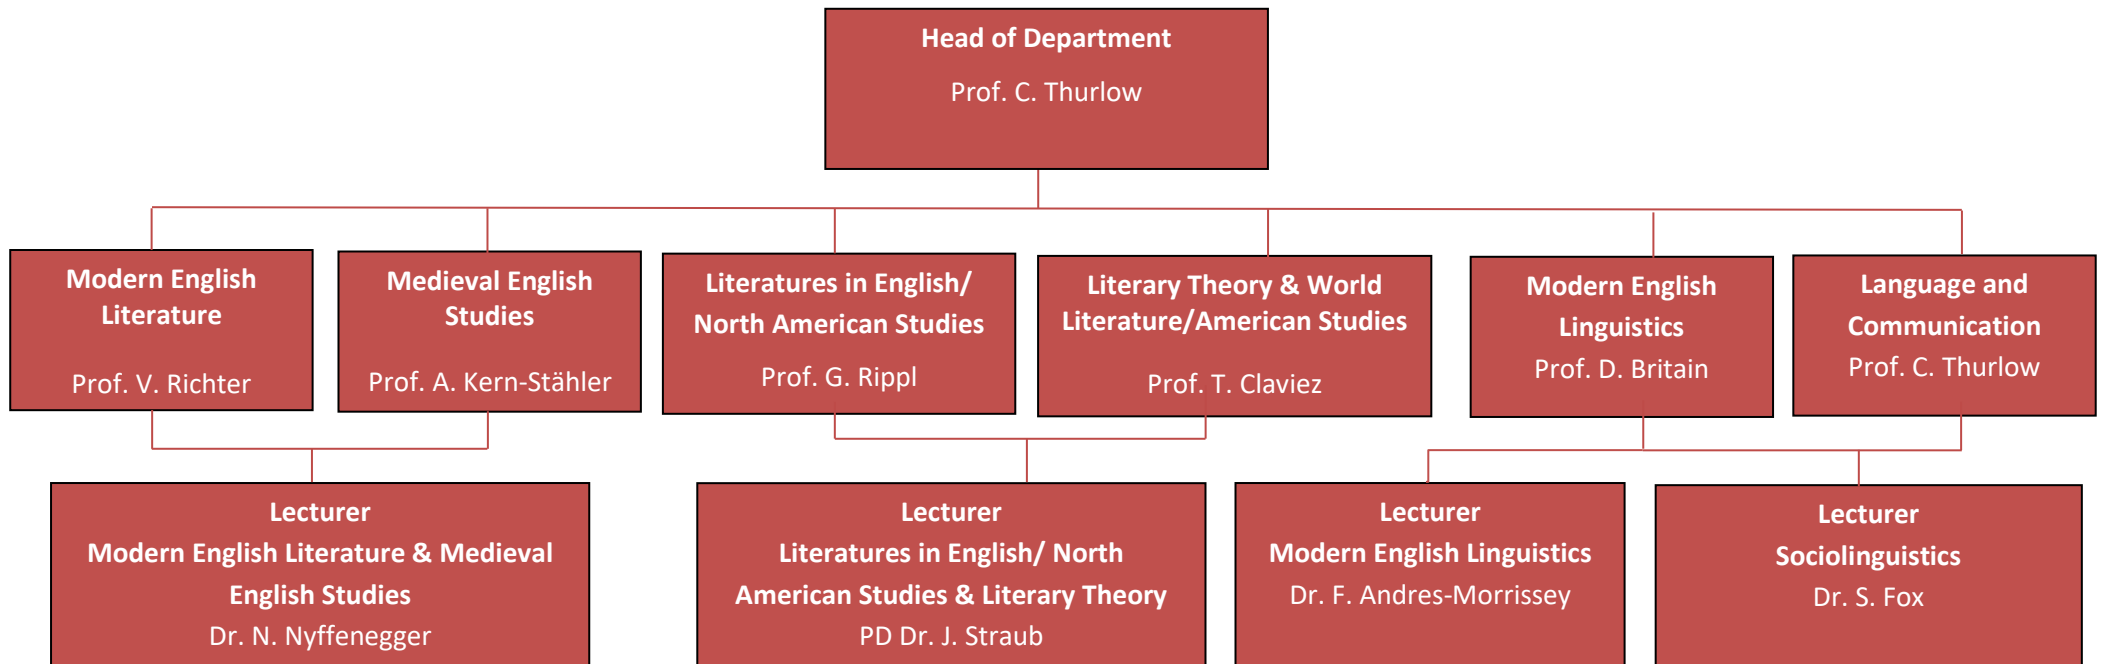 Head of Department
Prof. C. Thurlow
Modern English
Literature
Prof. V. Richter
Medieval English
Studies
Prof. A. Kern-Stähler
Literatures in English/
North American Studies
Prof. G. Rippl
Literary Theory & World
Literature/American Studies
Prof. T. Claviez
Modern English
Linguistics
Prof. D. Britain
Language and
Communication
Prof. C. Thurlow
Lecturer
Modern English Literature & Medieval
English Studies
Dr. N. Nyffenegger
Lecturer
Literatures in English/ North
American Studies & Literary Theory
PD Dr. J. Straub
Lecturer
Modern English Linguistics
Dr. F. Andres-Morrissey
Lecturer
Sociolinguistics
Dr. S. Fox